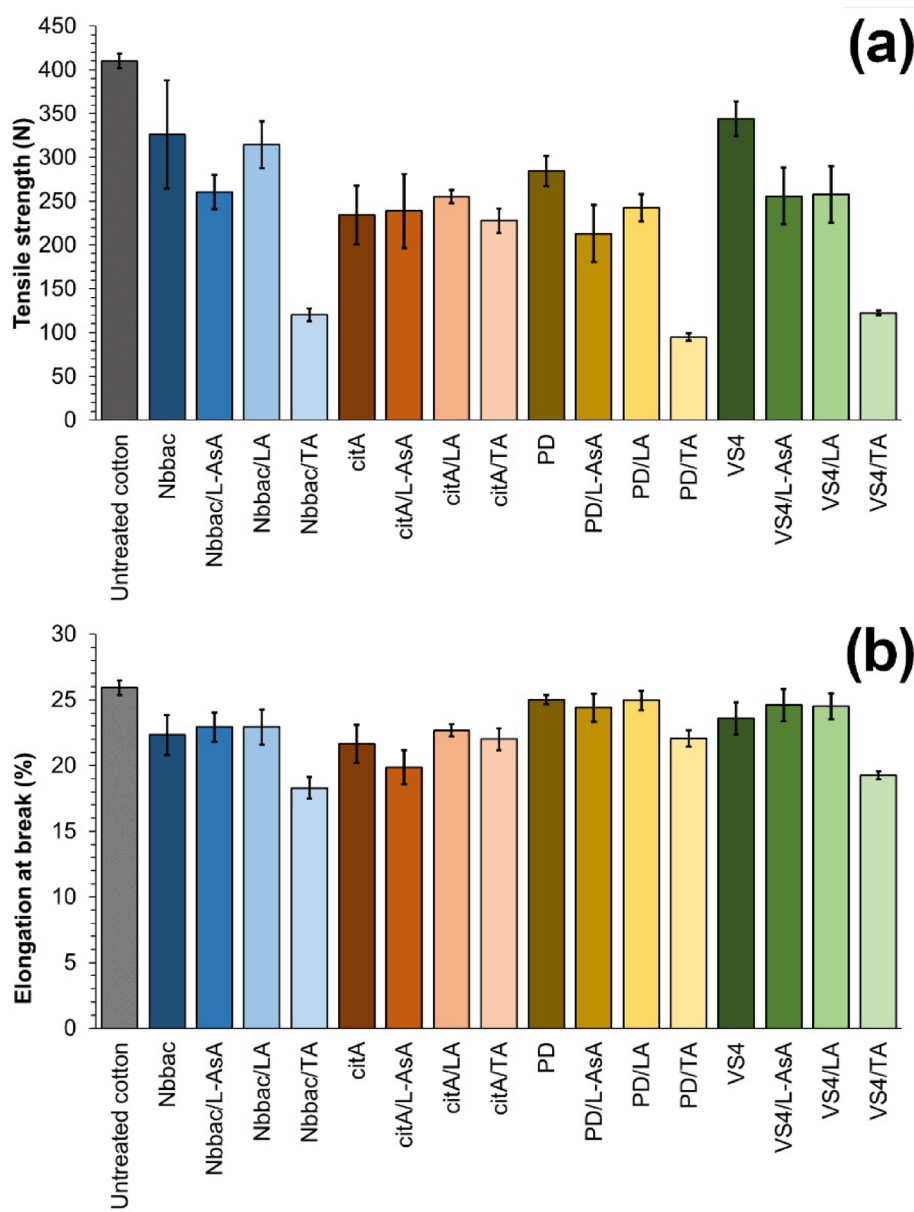 (a)
Tensile strength (N)
450
400
350
300
250
200
150
100
50
0
Untreated cotton
Nbbac
Nbbac/L-AsA
Nbbac/LA
Nbbac/TA
citA
citA/L-AsA
citA/LA
citA/TA
PD
PD/L-AsA
PD/LA
PD/TA
VS4
VS4/L-AsA
VS4/LA
VS4/TA
(b)
Elongation at break (%)
30
25
20
15
10
5
0
Untreated cotton
Nbbac
Nbbac/L-AsA
Nbbac/LA
Nbbac/TA
citA
citA/L-AsA
citA/LA
citA/TA
PD
PD/L-AsA
PD/LA
PD/TA
VS4
VS4/L-AsA
VS4/LA
VS4/TA